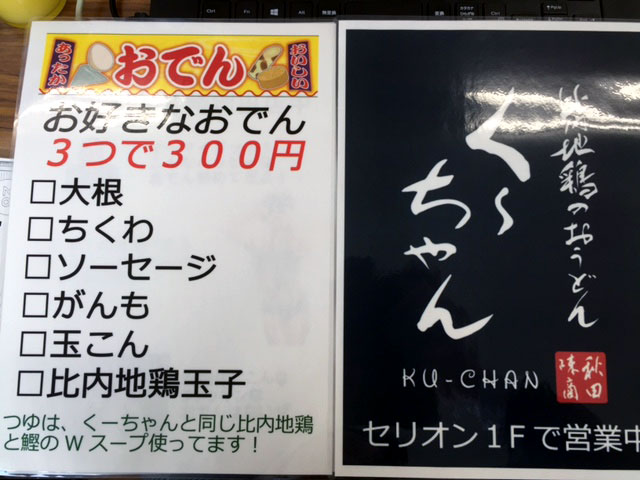 あったか
おでん
おいしい
お好きなおでん
３つで３００円
□大根
□ちくわ
□ソーセージ
□がんも
□玉こん
□比内地鶏玉子
つゆは、くーちゃんと同じ比内地鶏
と鰹のＷスープ使ってます！
比内地鶏のおうどん
く〜
ちゃん
KU-CHAN
秋田
セリオン１Ｆで営業中